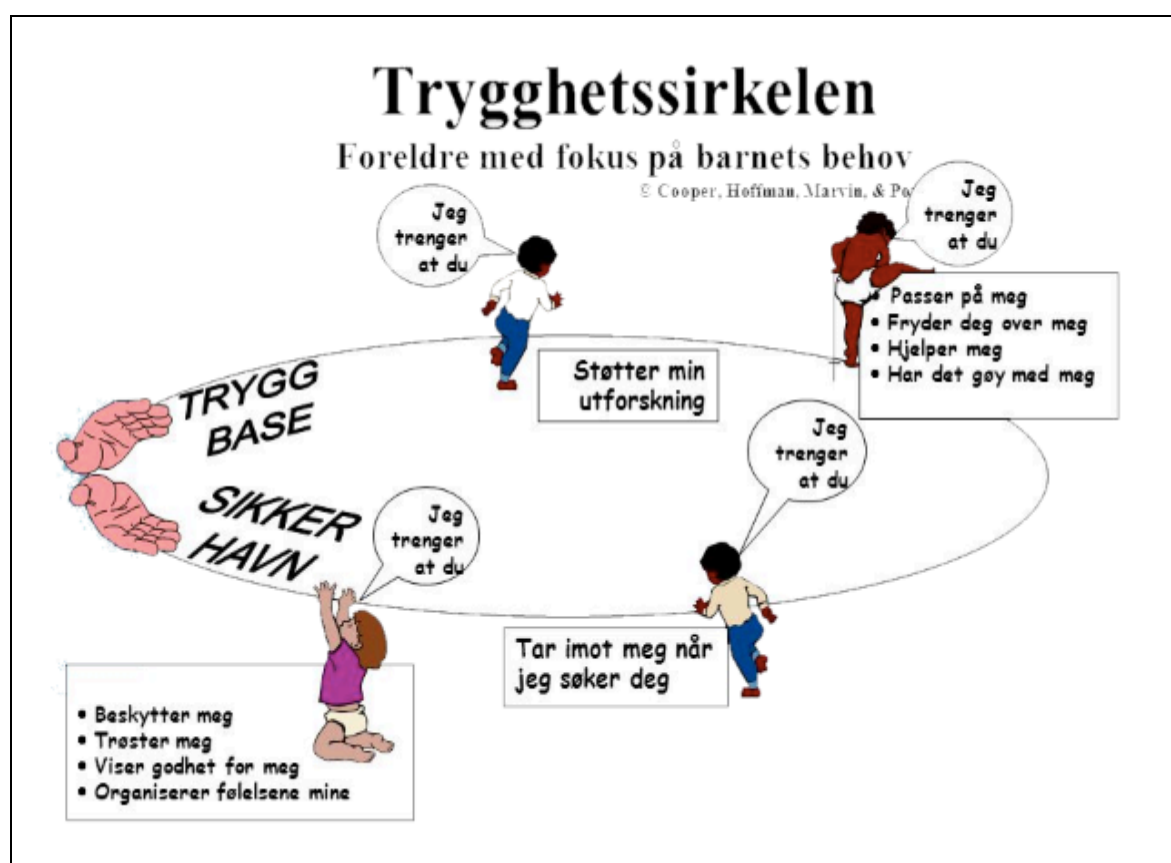 Trygghetssirkelen
Foreldre med fokus på barnets behov
© Cooper, Hoffman, Marvin, &
Jeg
trenger
at du
Jeg
trenger
at du
• Passer på meg
• Fryder deg over meg
• Hjelper meg
• Har det gøy med meg
Støtter min
utforskning
TRYGG
BASE
Jeg
trenger
at du
SIKKER
HAVN
Jeg
trenger
at du
Tar imot meg når
jeg søker deg
• Beskytter meg
• Trøster meg
• Viser godhet for meg
• Organiserer følelsene mine